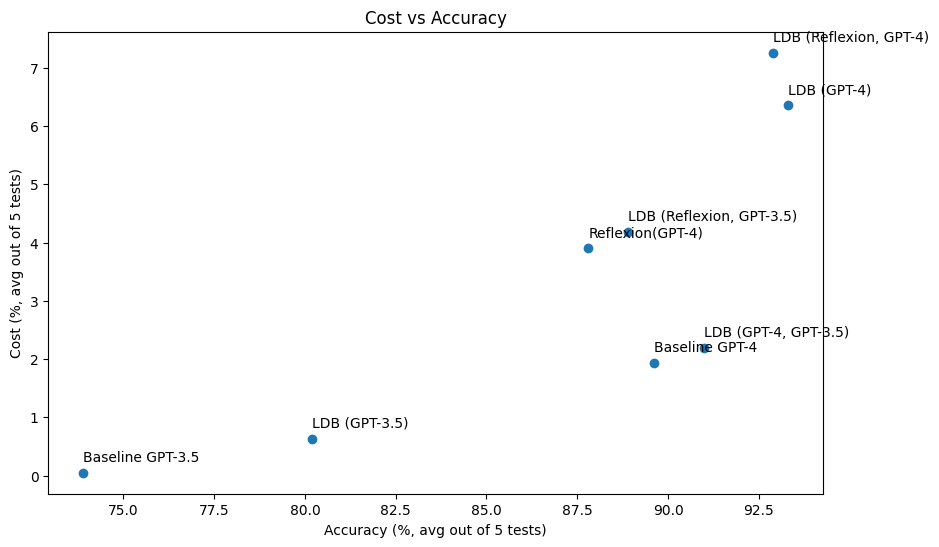 Cost vs Accuracy
LDB (Reflexion, GPT-4)
LDB (GPT-4)
LDB (Reflexion, GPT-3.5)
Reflexion(GPT-4)
LDB (GPT-4, GPT-3.5)
Baseline GPT-4
LDB (GPT-3.5)
Baseline GPT-3.5
Cost (%, avg out of 5 tests)
7
6
5
4
3
2
1
0
75.0 77.5 80.0 82.5 85.0 87.5 90.0 92.5
Accuracy (%, avg out of 5 tests)